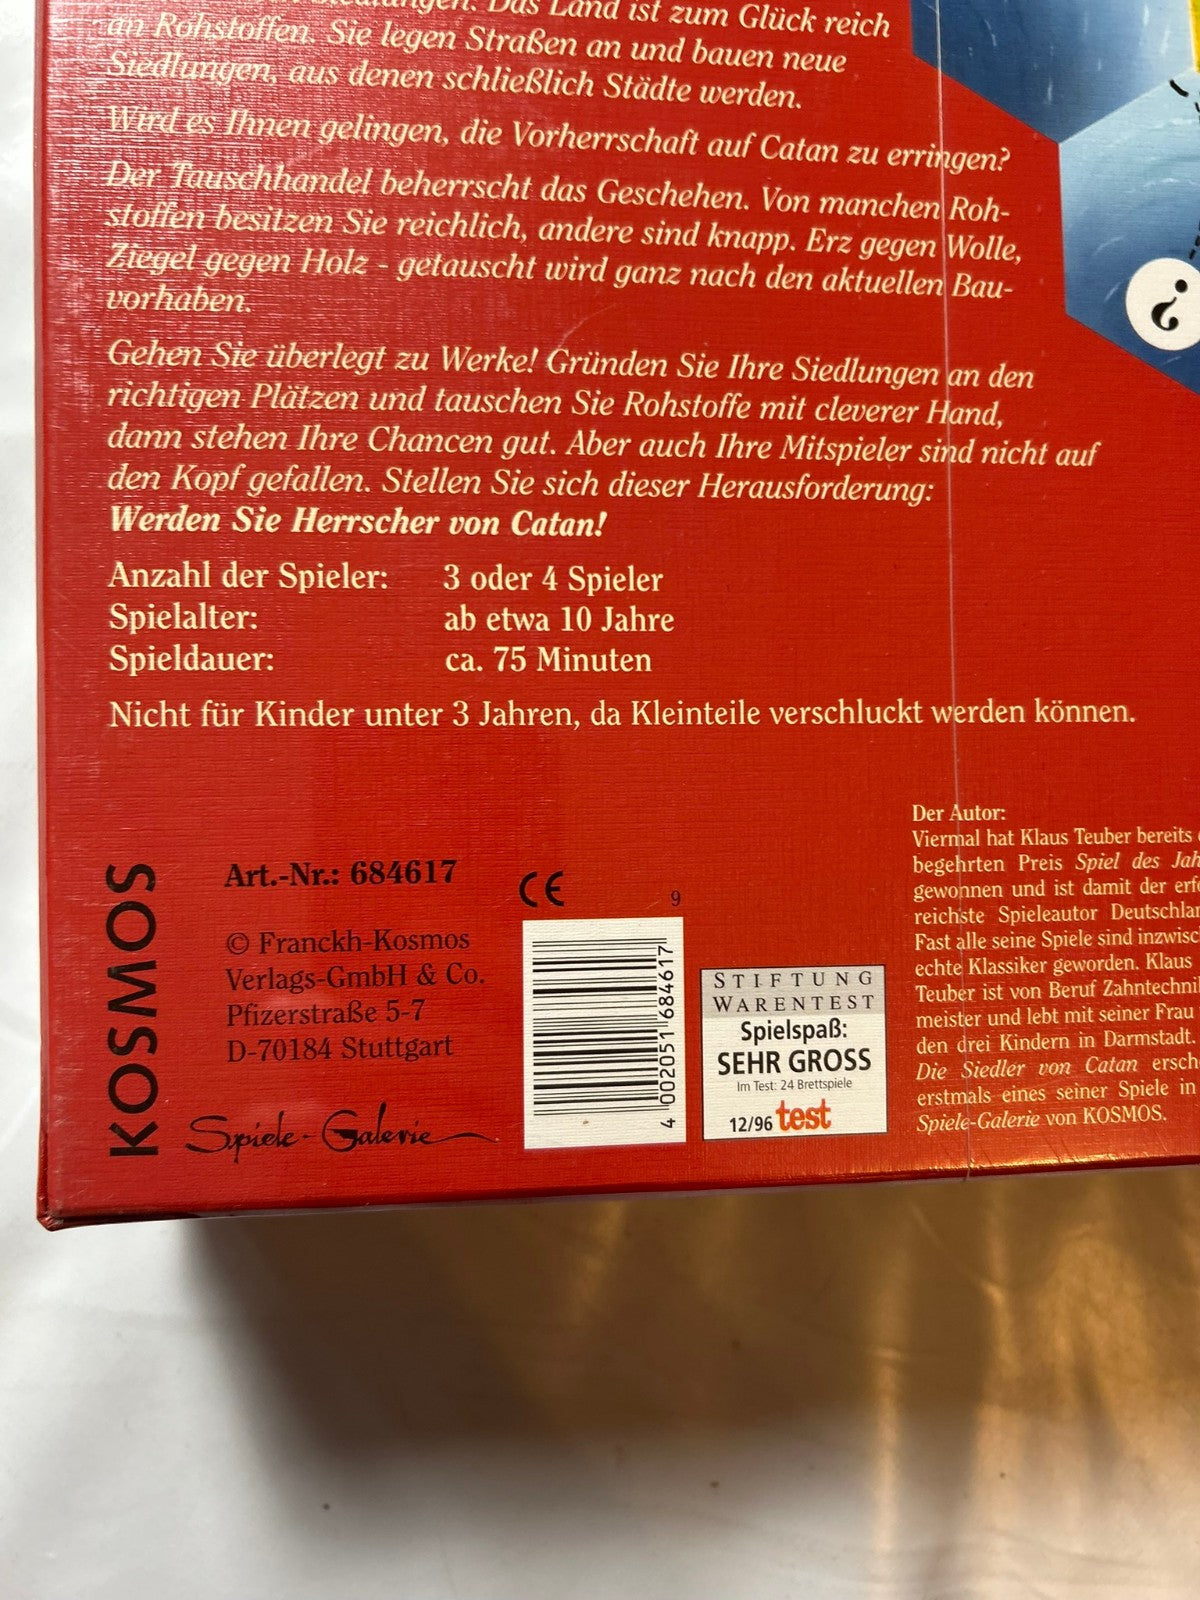 Siedlungen. Das Land ist zum Glück reich
an Rohstoffen. Sie legen Straßen an und bauen neue
Siedlungen, aus denen schließlich Städte werden.
Wird es Ihnen gelingen, die Vorherrschaft auf Catan zu erringen?
Der Tauschhandel beherrscht das Geschehen. Von manchen Roh-
stoffen besitzen Sie reichlich, andere sind knapp. Erz gegen Wolle,
Ziegel gegen Holz - getauscht wird ganz nach den aktuellen Bau-
vorhaben.
Gehen Sie überlegt zu Werke! Gründen Sie Ihre Siedlungen an den
richtigen Plätzen und tauschen Sie Rohstoffe mit cleverer Hand,
dann stehen Ihre Chancen gut. Aber auch Ihre Mitspieler sind nicht auf
den Kopf gefallen. Stellen Sie sich dieser Herausforderung:
Werden Sie Herrscher von Catan!
Anzahl der Spieler: 3 oder 4 Spieler
Spielalter: ab etwa 10 Jahre
Spieldauer: ca. 75 Minuten
Nicht für Kinder unter 3 Jahren, da Kleinteile verschluckt werden können.
?
KOSMOS
Art.-Nr.: 684617
© Franckh-Kosmos
Verlags-GmbH & Co.
Pfizerstraße 5-7
D-70184 Stuttgart
Spiele-Galerie
CE
9
4 002051 684617
STIFTUNG
WARENTEST
Spielspaß:
SEHR GROSS
Im Test: 24 Brettspiele
12/96 test
Der Autor:
Viermal hat Klaus Teuber bereits
begehrten Preis Spiel des Jah
gewonnen und ist damit der erfo
reichste Spieleautor Deutschlan
Fast alle seine Spiele sind inzwisc
echte Klassiker geworden. Klaus
Teuber ist von Beruf Zahntechni
meister und lebt mit seiner Frau
den drei Kindern in Darmstadt.
Die Siedler von Catan ersch
erstmals eines seiner Spiele in
Spiele-Galerie von KOSMOS.